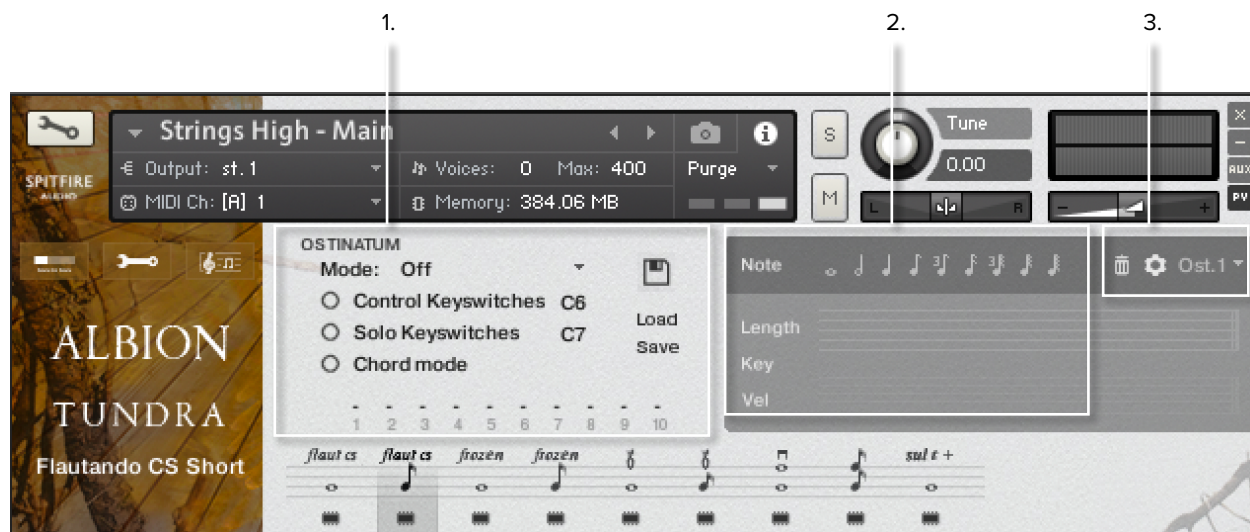 1. 2. 3.
Strings High - Main
Output: st. 1 Voices: 0 Max: 400 Purge
MIDI Ch: [A] 1 Memory: 384.06 MB
S
M
Tune
0.00
L R
- +
×
-
AUX
PV
SPITFIRE
AUDIO
OSTINATUM
Mode: Off
Control Keyswitches C6
Solo Keyswitches C7
Chord mode
Load
Save
- - - - - - - - - -
1 2 3 4 5 6 7 8 9 10
Note
Length
Key
Vel
Ost.1
ALBION
TUNDRA
Flautando CS Short
flaut cs flaut cs frozen frozen sul t +